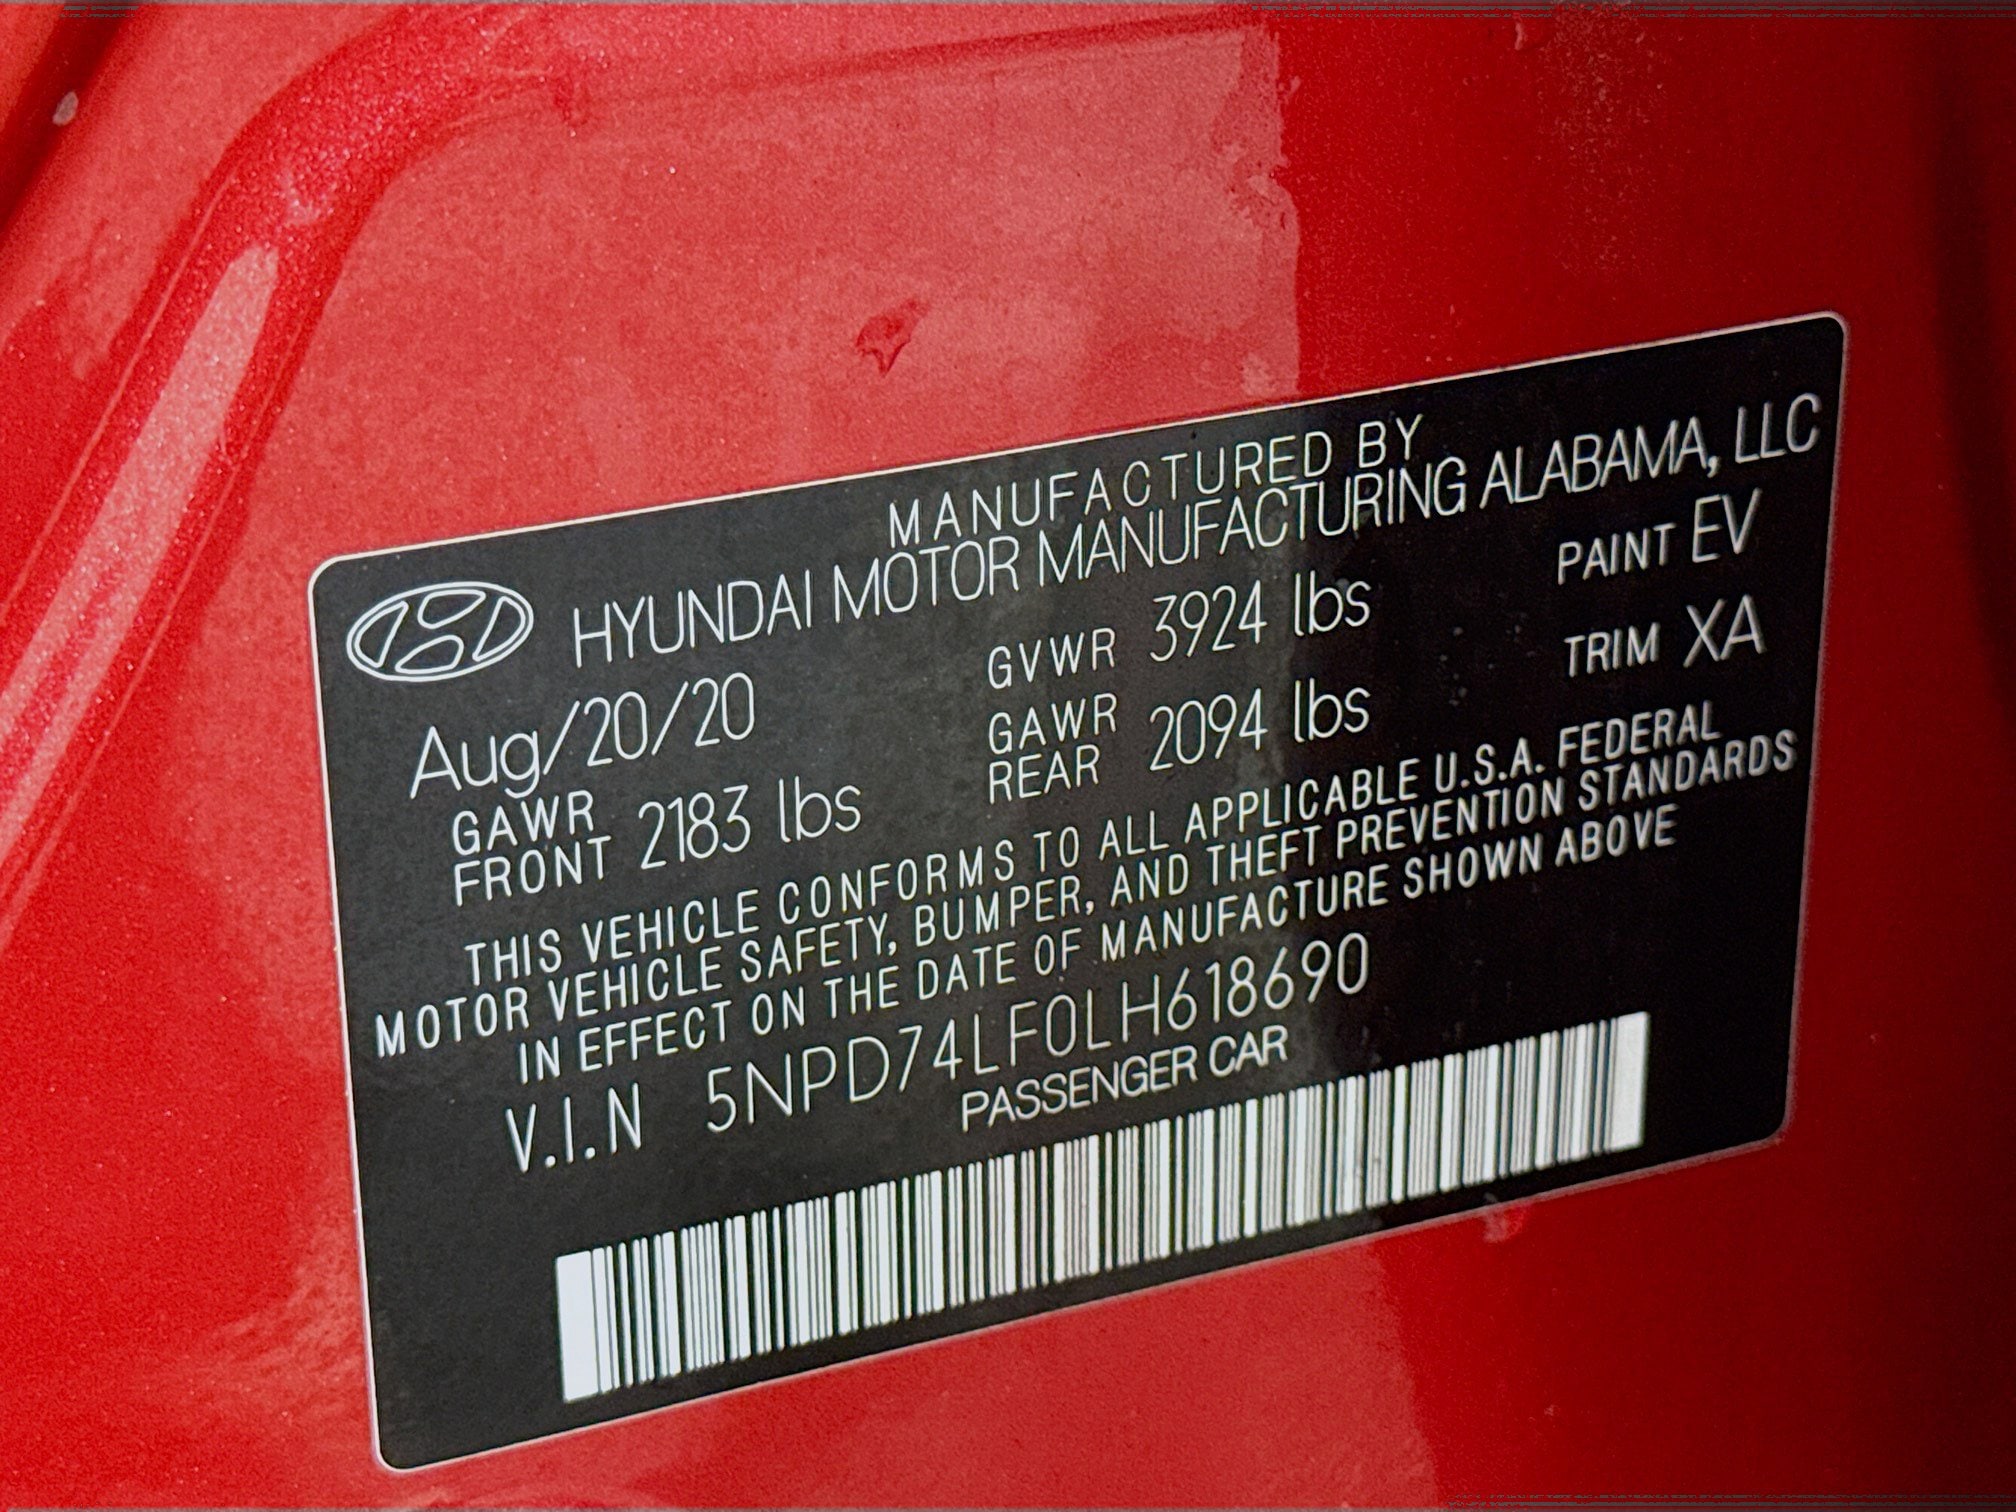 MANUFACTURED BY
HYUNDAI MOTOR MANUFACTURING ALABAMA, LLC
Aug/20/20 GVWR 3924 lbs PAINT EV
GAWR FRONT 2183 lbs GAWR REAR 2094 lbs TRIM XA
THIS VEHICLE CONFORMS TO ALL APPLICABLE U.S.A. FEDERAL
MOTOR VEHICLE SAFETY, BUMPER, AND THEFT PREVENTION STANDARDS
IN EFFECT ON THE DATE OF MANUFACTURE SHOWN ABOVE
V.I.N 5NPD74LF0LH618690
PASSENGER CAR